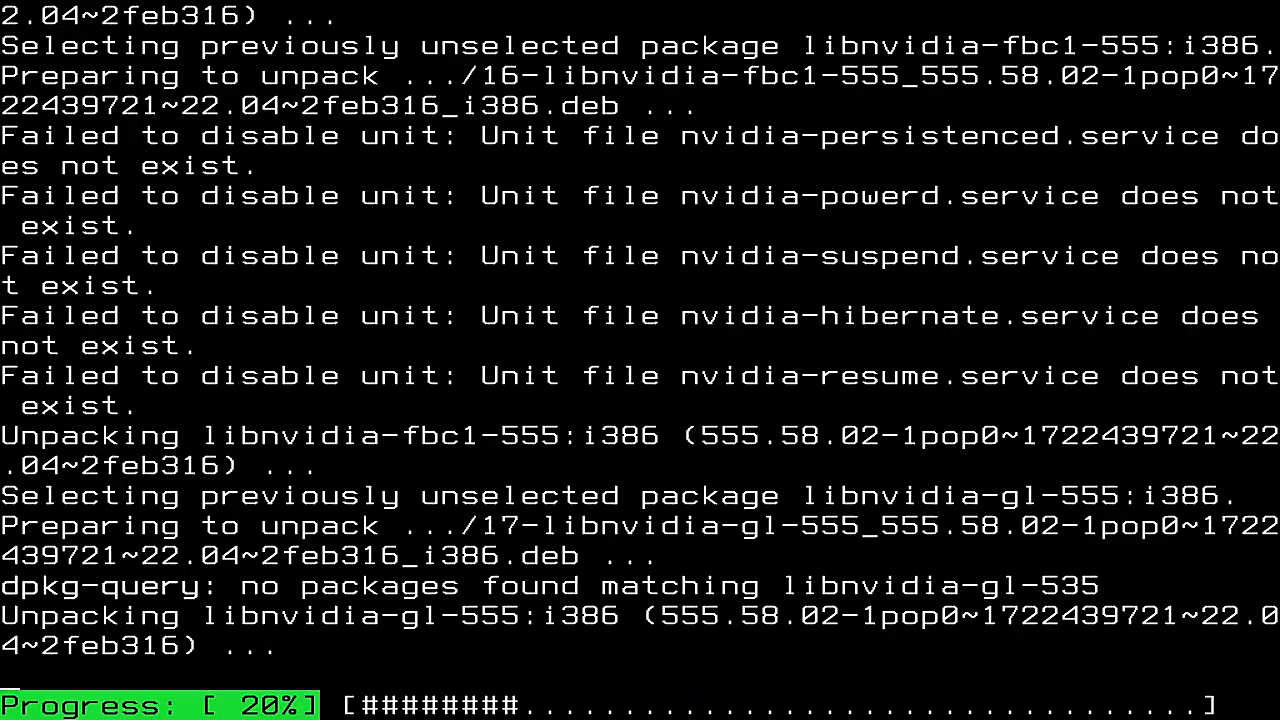 2.04~2feb316) ...
Selecting previously unselected package libnvidia-fbc1-555:i386.
Preparing to unpack .../16-libnvidia-fbc1-555_555.58.02-1pop0~17
22439721~22.04~2feb316_i386.deb ...
Failed to disable unit: Unit file nvidia-persistenced.service do
es not exist.
Failed to disable unit: Unit file nvidia-powerd.service does not
 exist.
Failed to disable unit: Unit file nvidia-suspend.service does no
t exist.
Failed to disable unit: Unit file nvidia-hibernate.service does
not exist.
Failed to disable unit: Unit file nvidia-resume.service does not
 exist.
Unpacking libnvidia-fbc1-555:i386 (555.58.02-1pop0~1722439721~22
.04~2feb316) ...
Selecting previously unselected package libnvidia-gl-555:i386.
Preparing to unpack .../17-libnvidia-gl-555_555.58.02-1pop0~1722
439721~22.04~2feb316_i386.deb ...
dpkg-query: no packages found matching libnvidia-gl-535
Unpacking libnvidia-gl-555:i386 (555.58.02-1pop0~1722439721~22.0
4~2feb316) ...
Progress: [ 20%] [########..................................]